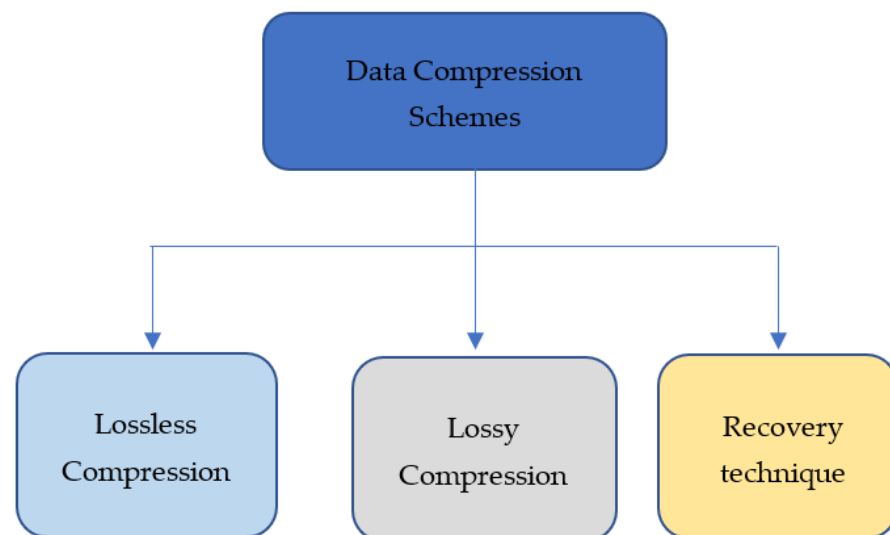 Data Compression
Schemes
Lossless
Compression
Lossy
Compression
Recovery
technique